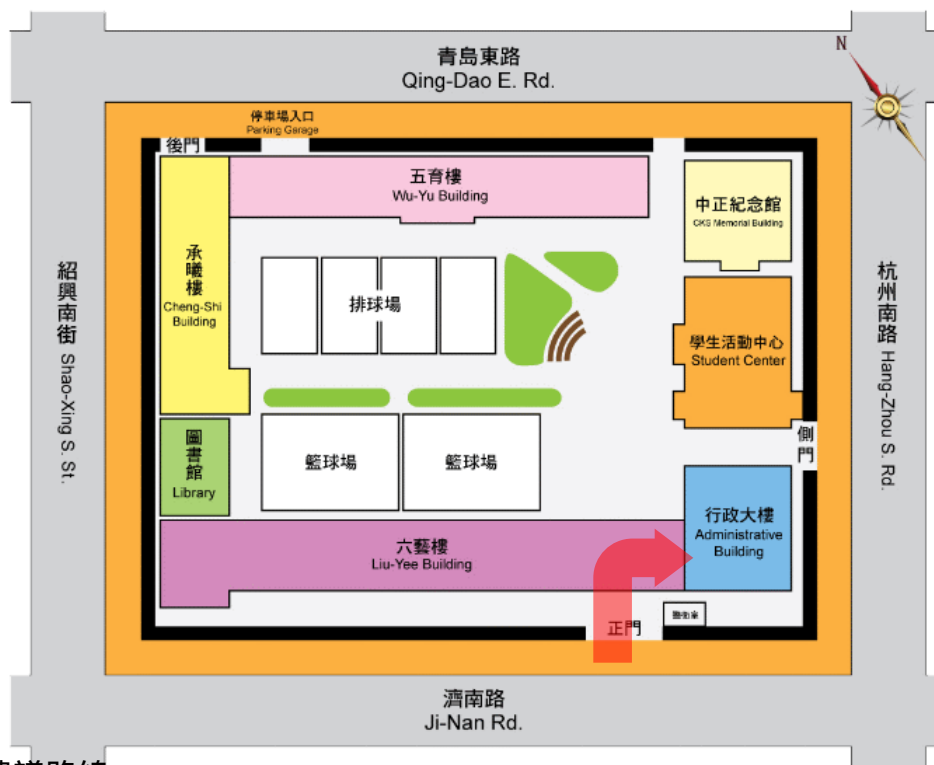 青島東路
Qing-Dao E. Rd.
N
停車場入口
Parking Garage
後門
五育樓
Wu-Yu Building
中正紀念館
CKS Memorial Building
承曦樓
Cheng-Shi
Building
排球場
紹興南街 Shao-Xing S. St.
杭州南路 Hang-Zhou S. Rd.
學生活動中心
Student Center
側門
圖書館
Library
籃球場
籃球場
行政大樓
Administrative
Building
六藝樓
Liu-Yee Building
警衛室
正門
濟南路
Ji-Nan Rd.